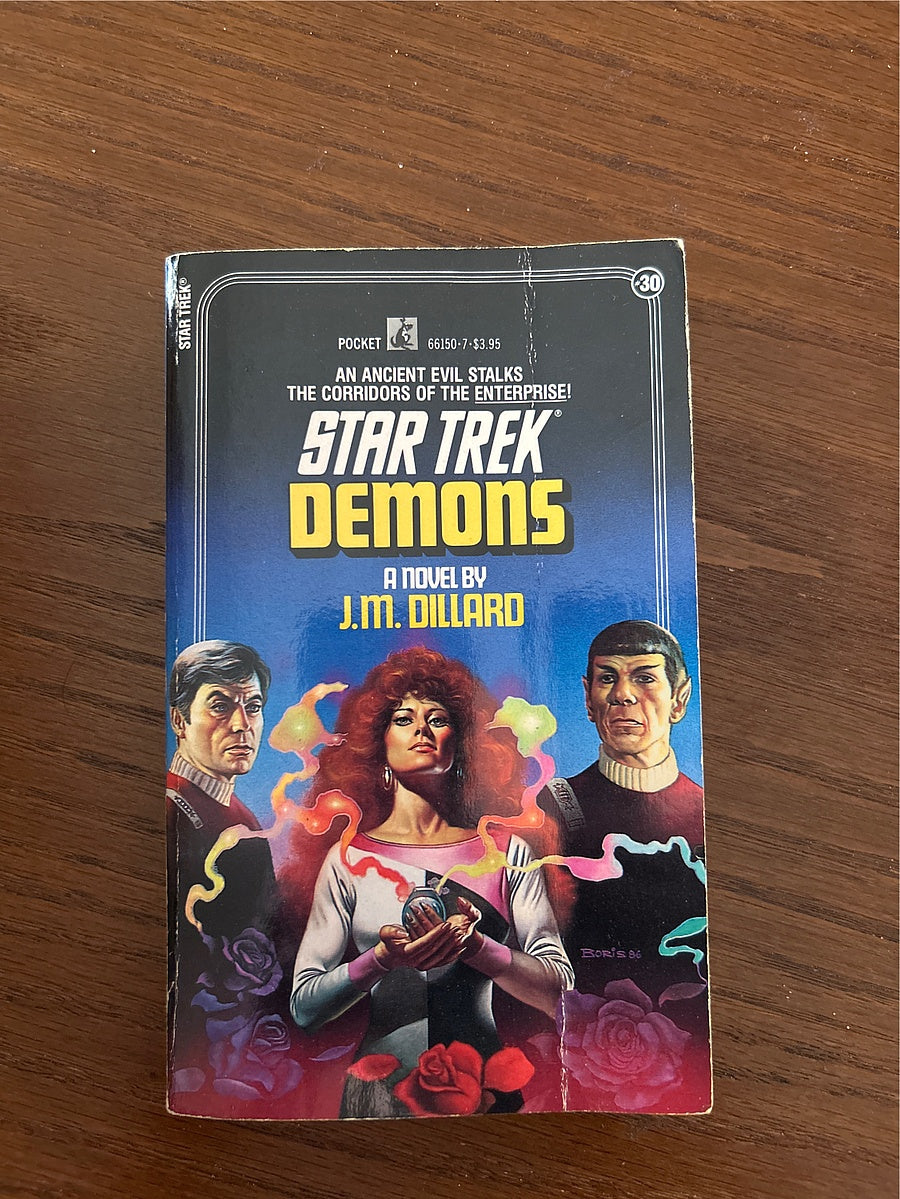 STAR TREK®
30
POCKET 66150·7·$3.95
AN ANCIENT EVIL STALKS
THE CORRIDORS OF THE ENTERPRISE!
STAR TREK®
DEMONS
A NOVEL BY
J.M. DILLARD
BORIS 86